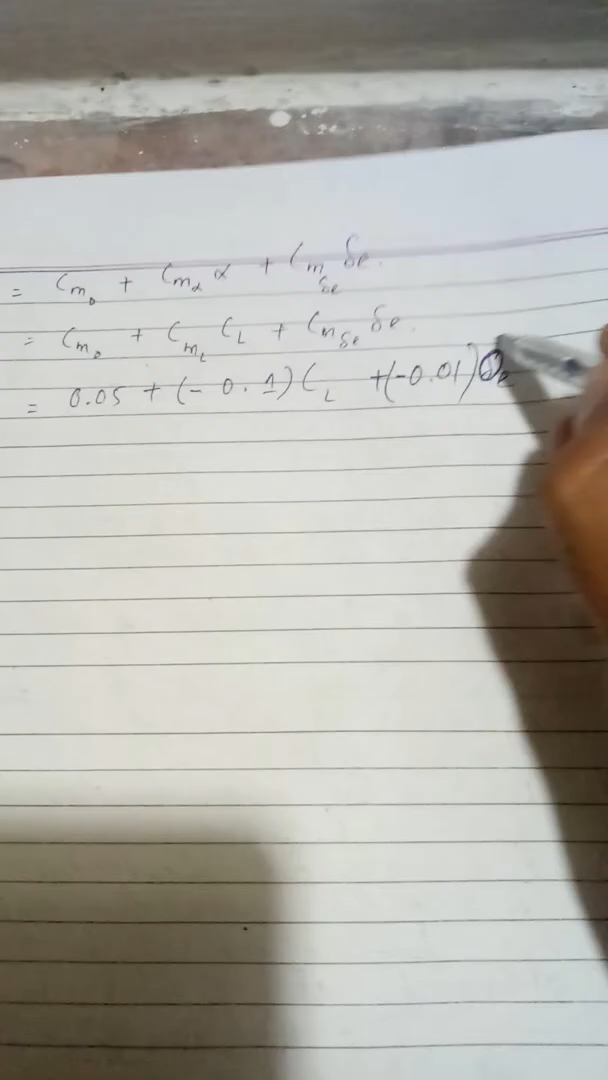 = Cm₀ + Cmα α + Cmδe δe.
= Cm₀ + CmL CL + Cmδe δe.
= 0.05 + (- 0.1) CL + (-0.01) δe